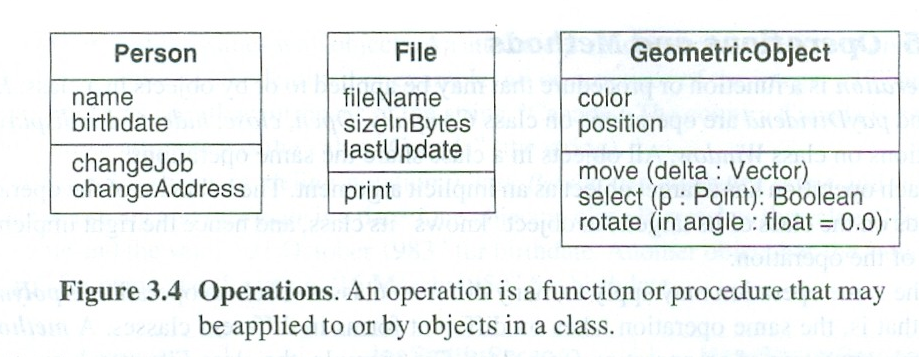 Person
name
birthdate
changeJob
changeAddress
File
fileName
sizeInBytes
lastUpdate
print
GeometricObject
color
position
move (delta : Vector)
select (p : Point): Boolean
rotate (in angle : float = 0.0)
Figure 3.4 Operations. An operation is a function or procedure that may
be applied to or by objects in a class.